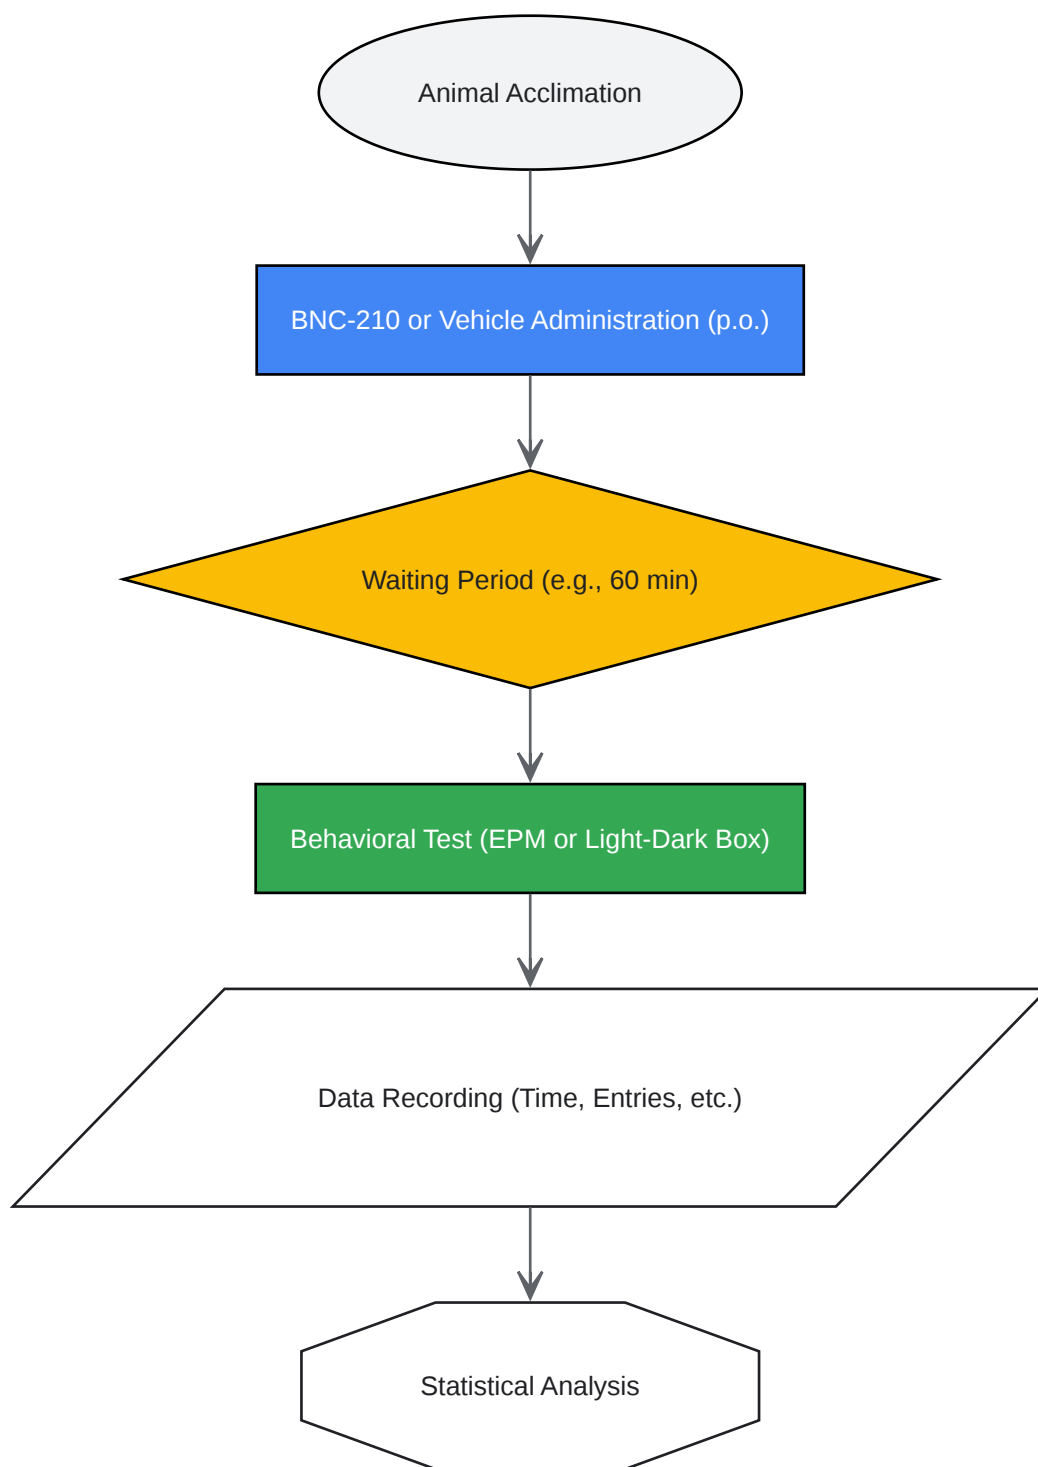 Animal Acclimation
BNC-210 or Vehicle Administration (p.o.)
Waiting Period (e.g., 60 min)
Behavioral Test (EPM or Light-Dark Box)
Data Recording (Time, Entries, etc.)
Statistical Analysis